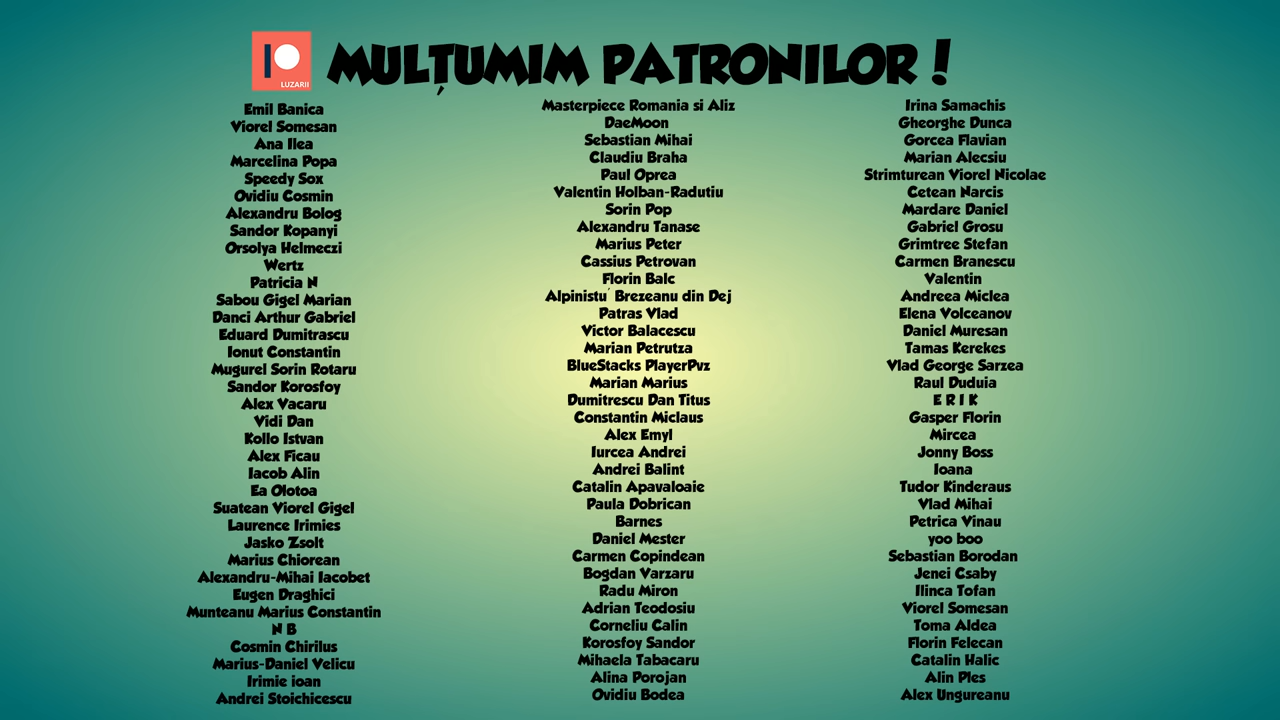 LUZARII
MULȚUMIM PATRONILOR!
Emil Banica
Viorel Somesan
Ana Ilea
Marcelina Popa
Speedy Sox
Ovidiu Cosmin
Alexandru Bolog
Sandor Kopanyi
Orsolya Helmeczi
Wertz
Patricia N
Sabou Gigel Marian
Danci Arthur Gabriel
Eduard Dumitrascu
Ionut Constantin
Mugurel Sorin Rotaru
Sandor Korosfoy
Alex Vacaru
Vidi Dan
Kollo Istvan
Alex Ficau
Iacob Alin
Ea Olotoa
Suatean Viorel Gigel
Laurence Irimies
Jasko Zsolt
Marius Chiorean
Alexandru-Mihai Iacobet
Eugen Draghici
Munteanu Marius Constantin
N B
Cosmin Chirilus
Marius-Daniel Velicu
Irimie ioan
Andrei Stoichicescu
Masterpiece Romania si Aliz
DaeMoon
Sebastian Mihai
Claudiu Braha
Paul Oprea
Valentin Holban-Radutiu
Sorin Pop
Alexandru Tanase
Marius Peter
Cassius Petrovan
Florin Balc
Alpinistu' Brezeanu din Dej
Patras Vlad
Victor Balacescu
Marian Petrutza
BlueStacks PlayerPvz
Marian Marius
Dumitrescu Dan Titus
Constantin Miclaus
Alex Emyl
Iurcea Andrei
Andrei Balint
Catalin Apavaloaie
Paula Dobrican
Barnes
Daniel Mester
Carmen Copindean
Bogdan Varzaru
Radu Miron
Adrian Teodosiu
Corneliu Calin
Korosfoy Sandor
Mihaela Tabacaru
Alina Porojan
Ovidiu Bodea
Irina Samachis
Gheorghe Dunca
Gorcea Flavian
Marian Alecsiu
Strimturean Viorel Nicolae
Cetean Narcis
Mardare Daniel
Gabriel Grosu
Grimtree Stefan
Carmen Branescu
Valentin
Andreea Miclea
Elena Volceanov
Daniel Muresan
Tamas Kerekes
Vlad George Sarzea
Raul Duduia
E R I K
Gasper Florin
Mircea
Jonny Boss
Ioana
Tudor Kinderaus
Vlad Mihai
Petrica Vinau
yoo boo
Sebastian Borodan
Jenei Csaby
Ilinca Tofan
Viorel Somesan
Toma Aldea
Florin Felecan
Catalin Halic
Alin Ples
Alex Ungureanu